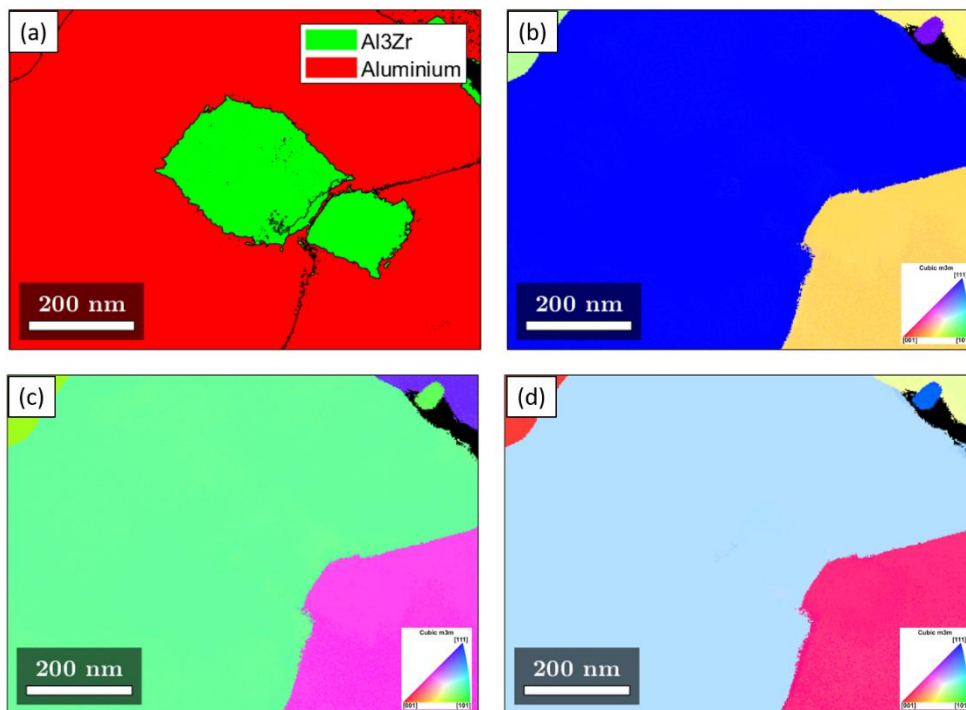 (a)
Al3Zr
Aluminium
200 nm
(b)
200 nm
Cubic m3m
[111]
[001]
[101]
(c)
200 nm
Cubic m3m
[111]
[001]
[101]
(d)
200 nm
Cubic m3m
[111]
[001]
[101]